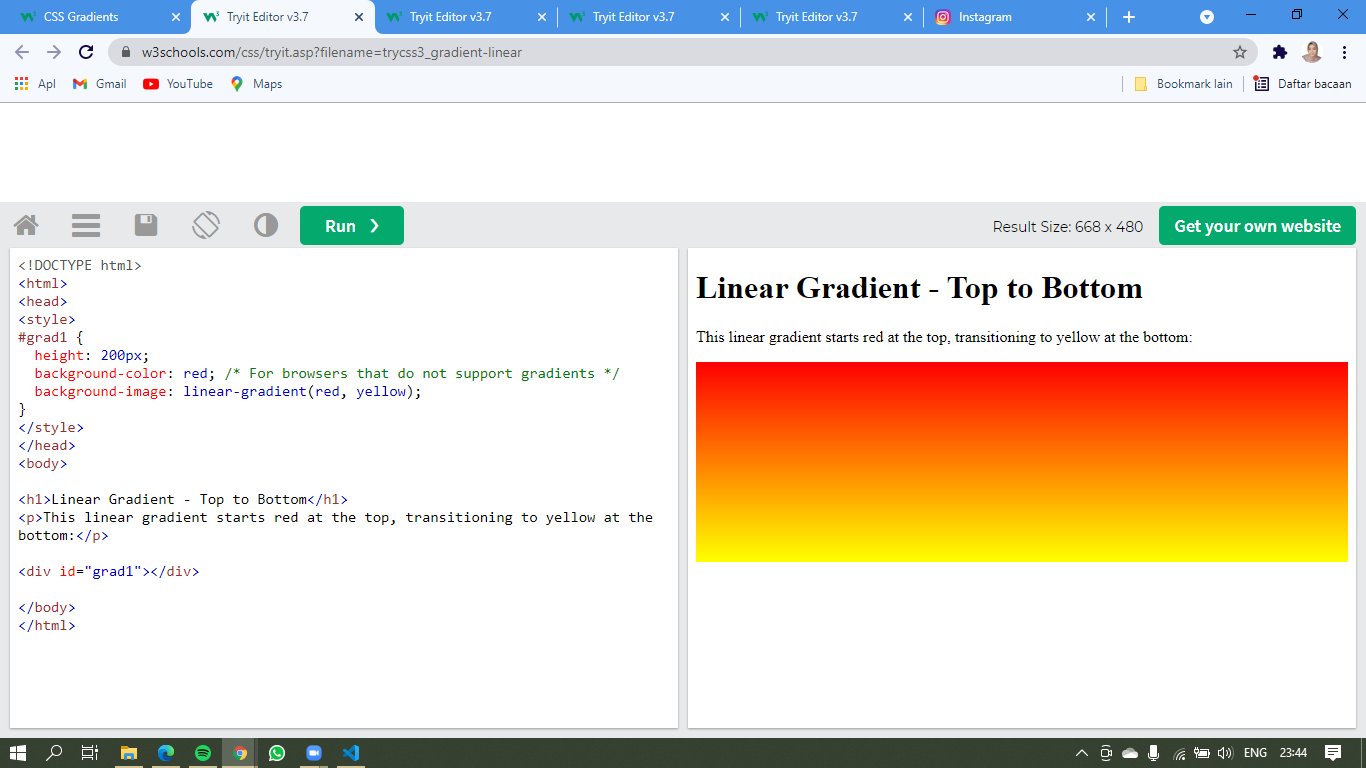 CSS Gradients
Tryit Editor v3.7
Tryit Editor v3.7
Tryit Editor v3.7
Tryit Editor v3.7
Instagram
w3schools.com/css/tryit.asp?filename=trycss3_gradient-linear
Apl
Gmail
YouTube
Maps
Bookmark lain
Daftar bacaan
Run ❯
Result Size: 668 x 480
Get your own website
<!DOCTYPE html>
<html>
<head>
<style>
#grad1 {
  height: 200px;
  background-color: red; /* For browsers that do not support gradients */
  background-image: linear-gradient(red, yellow);
}
</style>
</head>
<body>
<h1>Linear Gradient - Top to Bottom</h1>
<p>This linear gradient starts red at the top, transitioning to yellow at the
bottom:</p>
<div id="grad1"></div>
</body>
</html>
Linear Gradient - Top to Bottom
This linear gradient starts red at the top, transitioning to yellow at the bottom:
ENG
23:44